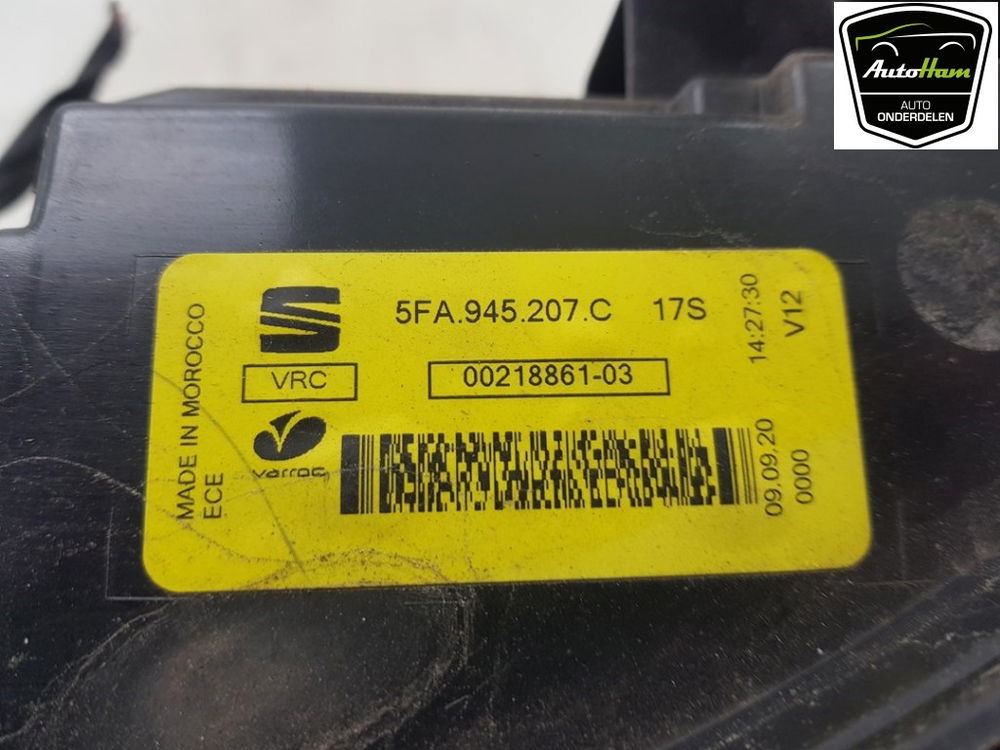 AutoHam
AUTO
ONDERDELEN
5FA.945.207.C 17S
VRC
00218861-03
varroc
MADE IN MOROCCO
ECE
14:27:30
V12
09.09.20
0000